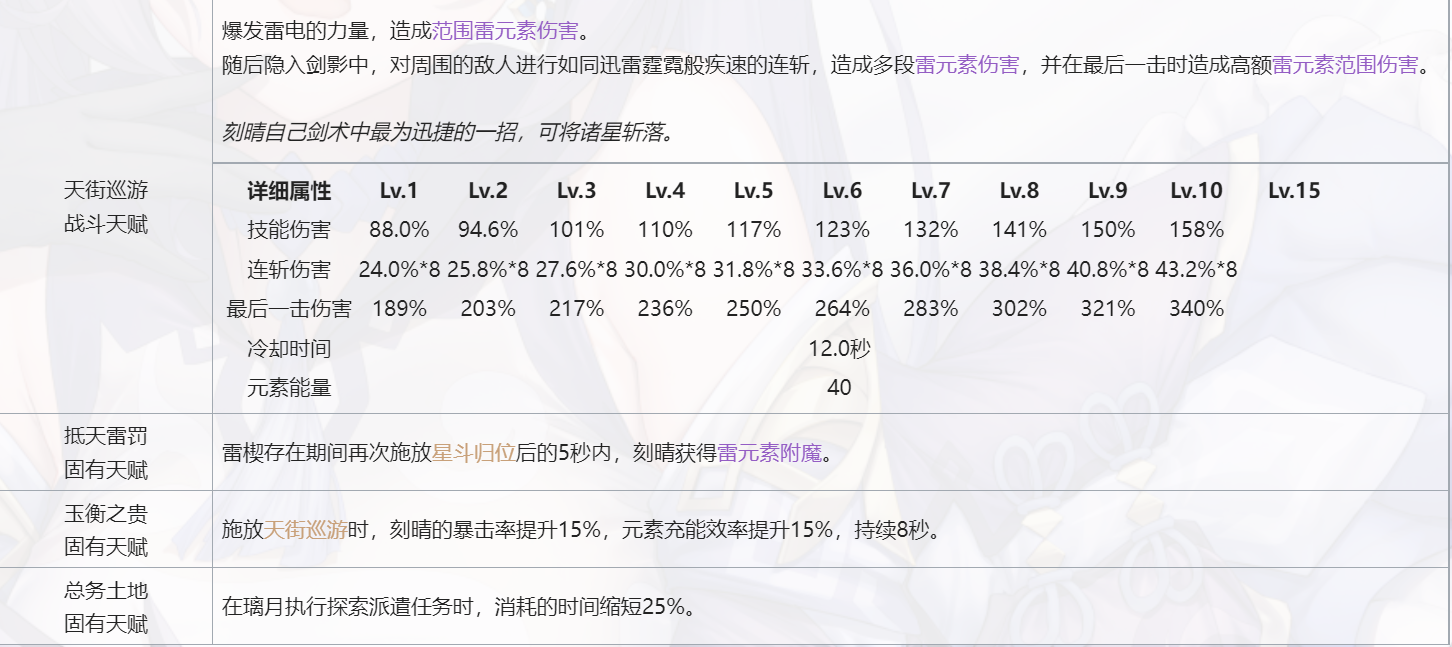 爆发雷电的力量，造成范围雷元素伤害。
随后隐入剑影中，对周围的敌人进行如同迅雷霆霓般疾速的连斩，造成多段雷元素伤害，并在最后一击时造成高额雷元素范围伤害。
刻晴自己剑术中最为迅捷的一招，可将诸星斩落。
天街巡游
战斗天赋
详细属性 Lv.1 Lv.2 Lv.3 Lv.4 Lv.5 Lv.6 Lv.7 Lv.8 Lv.9 Lv.10 Lv.15
技能伤害 88.0% 94.6% 101% 110% 117% 123% 132% 141% 150% 158%
连斩伤害 24.0%*8 25.8%*8 27.6%*8 30.0%*8 31.8%*8 33.6%*8 36.0%*8 38.4%*8 40.8%*8 43.2%*8
最后一击伤害 189% 203% 217% 236% 250% 264% 283% 302% 321% 340%
冷却时间 12.0秒
元素能量 40
抵天雷罚
固有天赋
雷楔存在期间再次施放星斗归位后的5秒内，刻晴获得雷元素附魔。
玉衡之贵
固有天赋
施放天街巡游时，刻晴的暴击率提升15%，元素充能效率提升15%，持续8秒。
总务土地
固有天赋
在璃月执行探索派遣任务时，消耗的时间缩短25%。